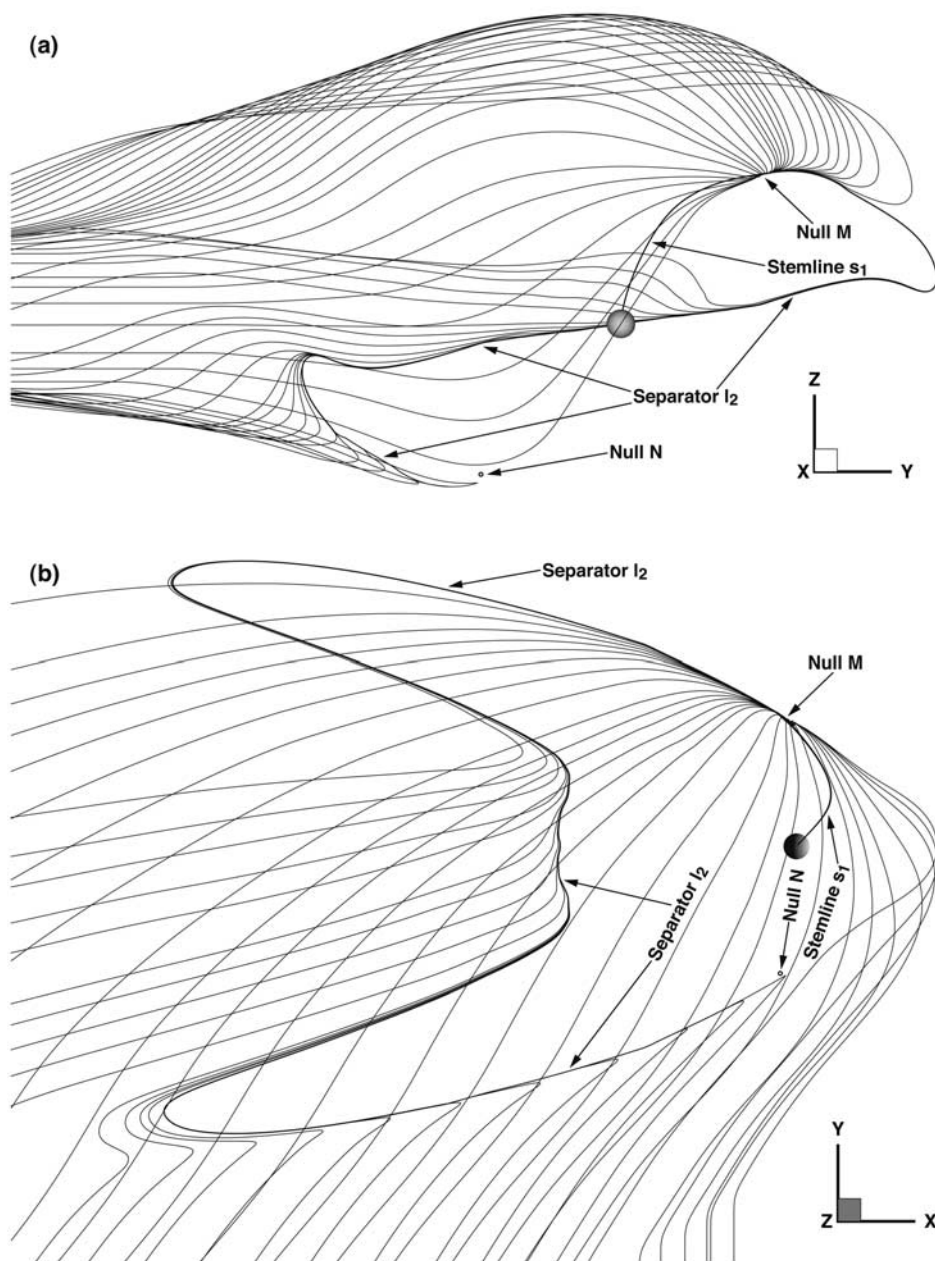 (a)
Null M
Stemline s₁
Separator l₂
Null N
Z
X
Y
(b)
Separator l₂
Null M
Separator l₂
Null N
Stemline s₁
Y
Z
X